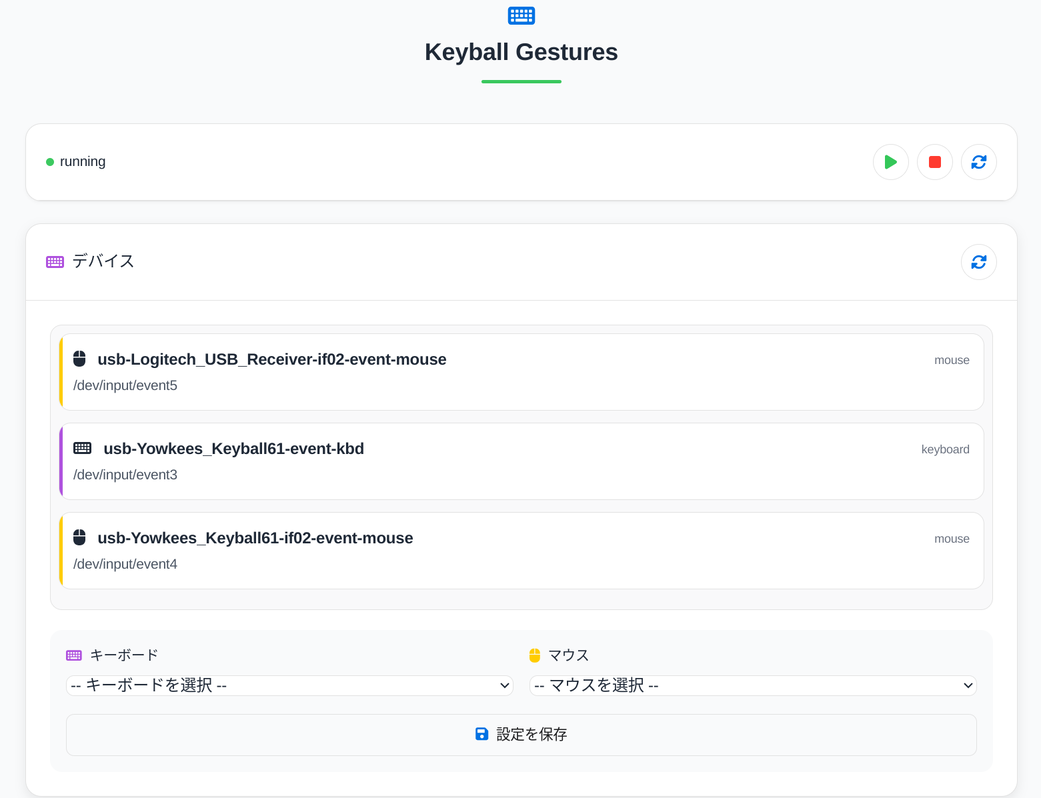 Keyball Gestures
running
デバイス
usb-Logitech_USB_Receiver-if02-event-mouse
mouse
/dev/input/event5
usb-Yowkees_Keyball61-event-kbd
keyboard
/dev/input/event3
usb-Yowkees_Keyball61-if02-event-mouse
mouse
/dev/input/event4
キーボード
マウス
-- キーボードを選択 --
-- マウスを選択 --
設定を保存